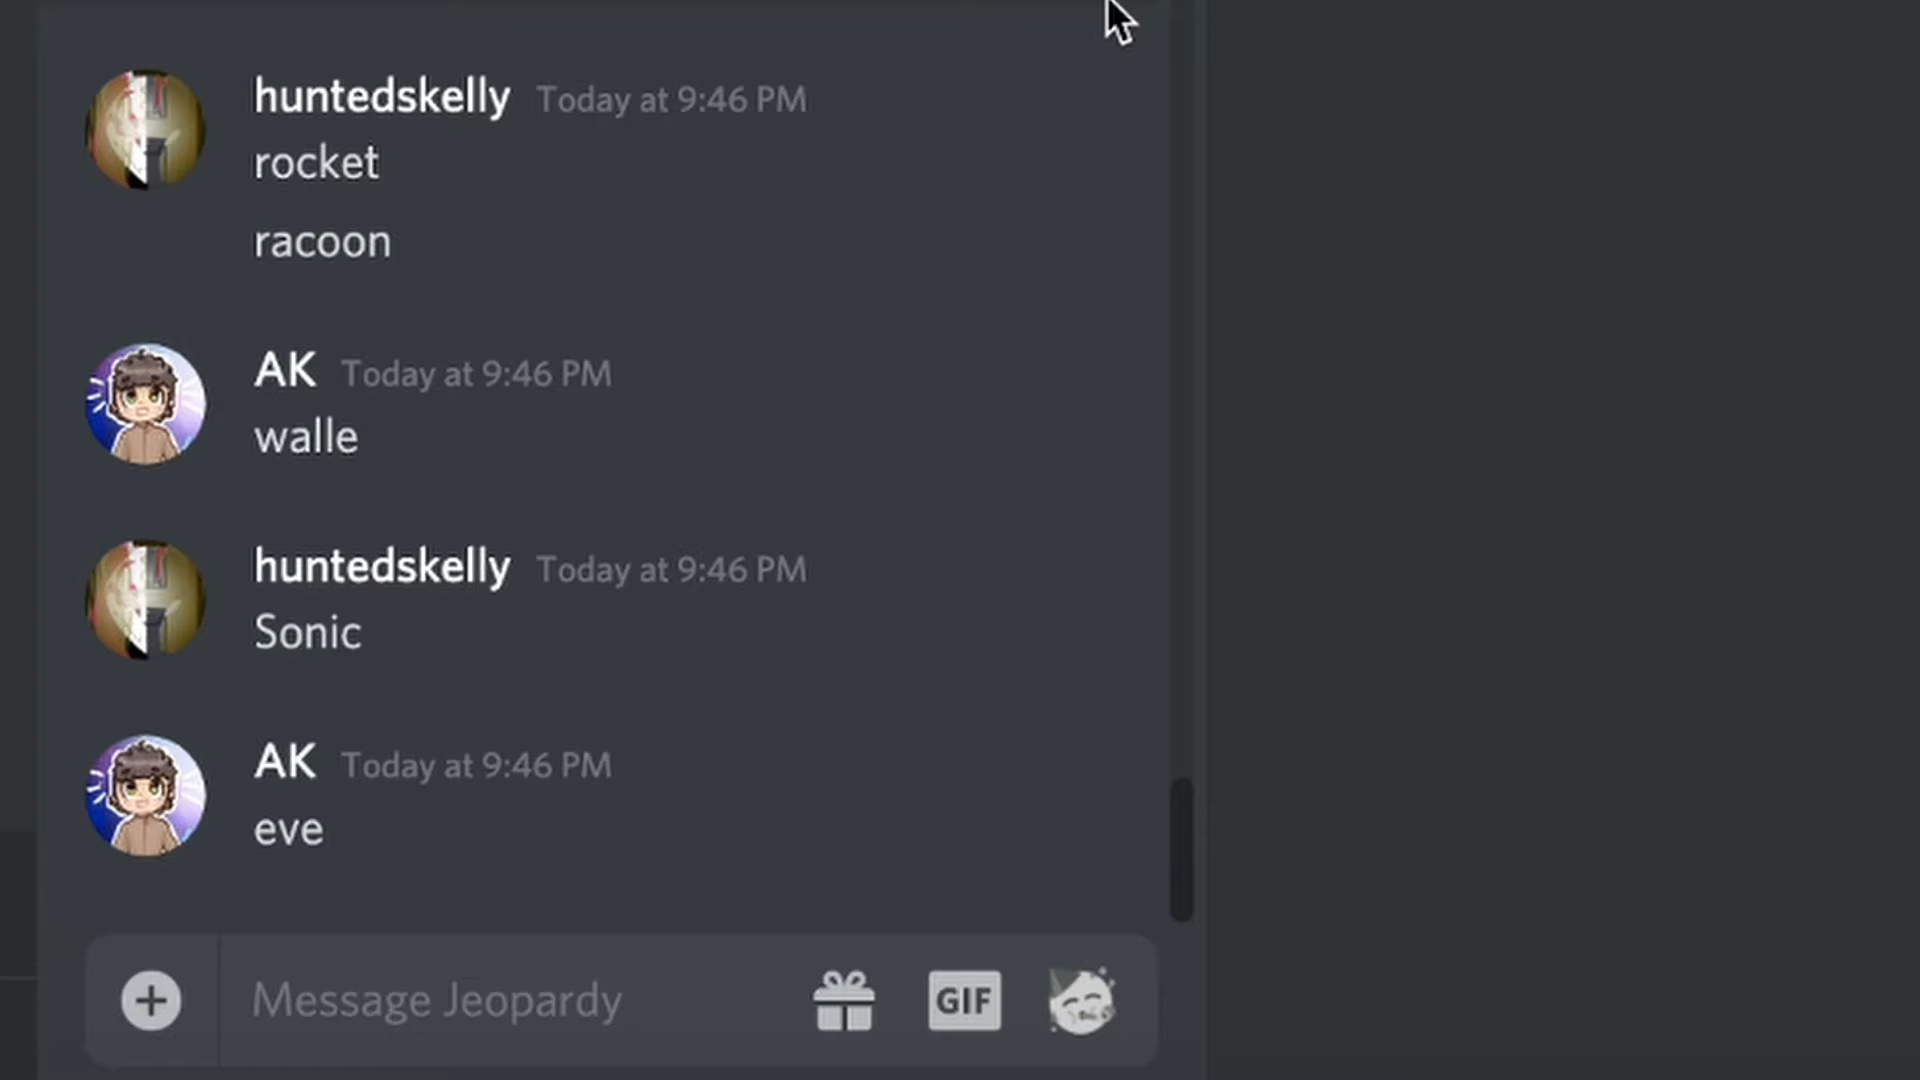 huntedskelly Today at 9:46 PM
rocket
racoon
AK Today at 9:46 PM
walle
huntedskelly Today at 9:46 PM
Sonic
AK Today at 9:46 PM
eve
Message Jeopardy GIF